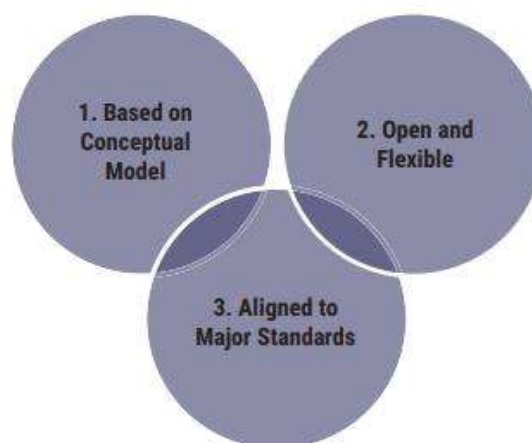 1. Based on
Conceptual
Model
2. Open and
Flexible
3. Aligned to
Major Standards